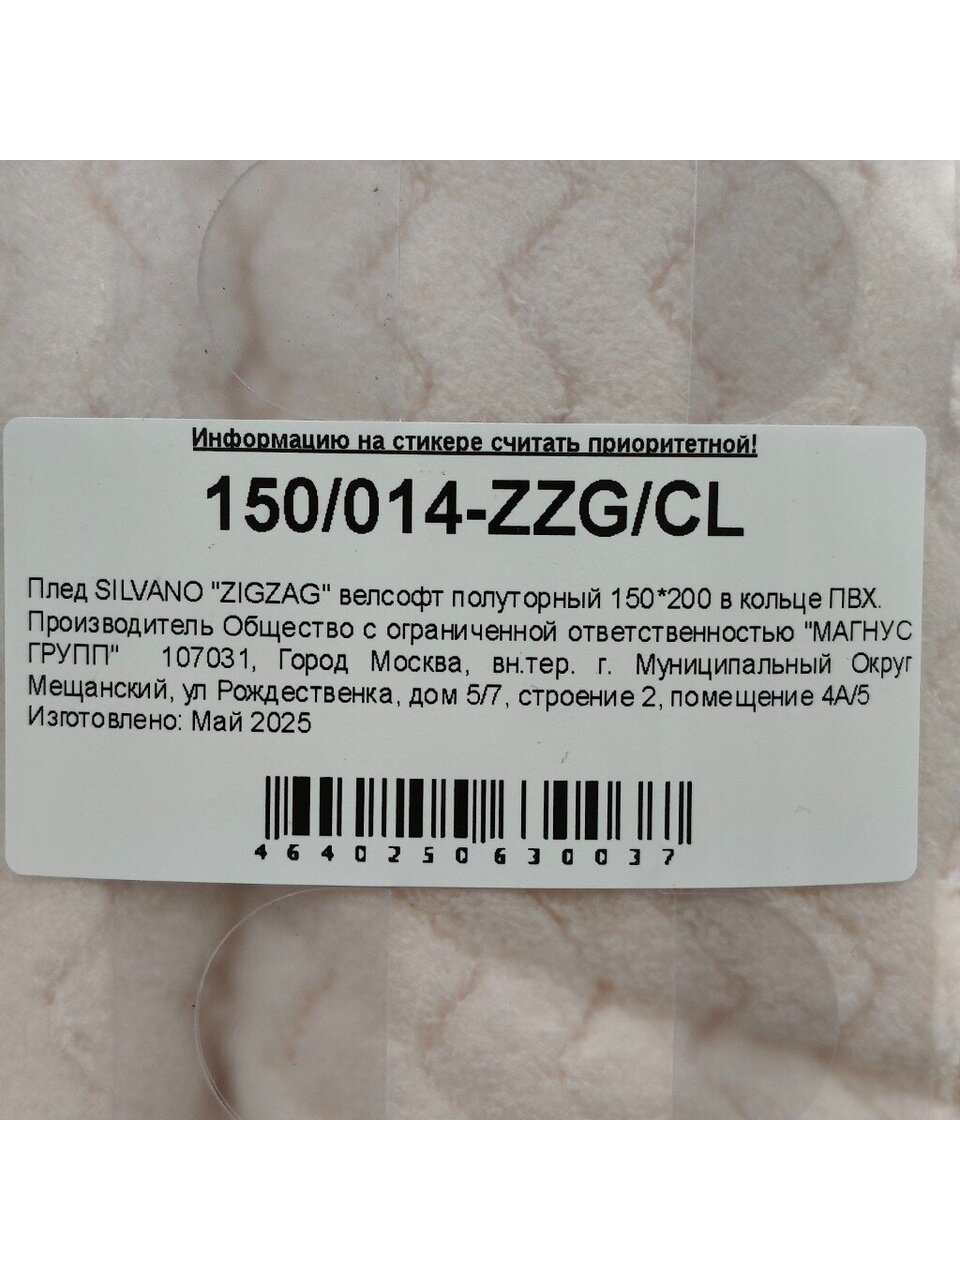 Информацию на стикере считать приоритетной!
150/014-ZZG/CL
Плед SILVANO "ZIGZAG" велсофт полуторный 150*200 в кольце ПВХ.
Производитель Общество с ограниченной ответственностью "МАГНУС
ГРУПП" 107031, Город Москва, вн.тер. г. Муниципальный Округ
Мещанский, ул Рождественка, дом 5/7, строение 2, помещение 4А/5
Изготовлено: Май 2025
4640250630037